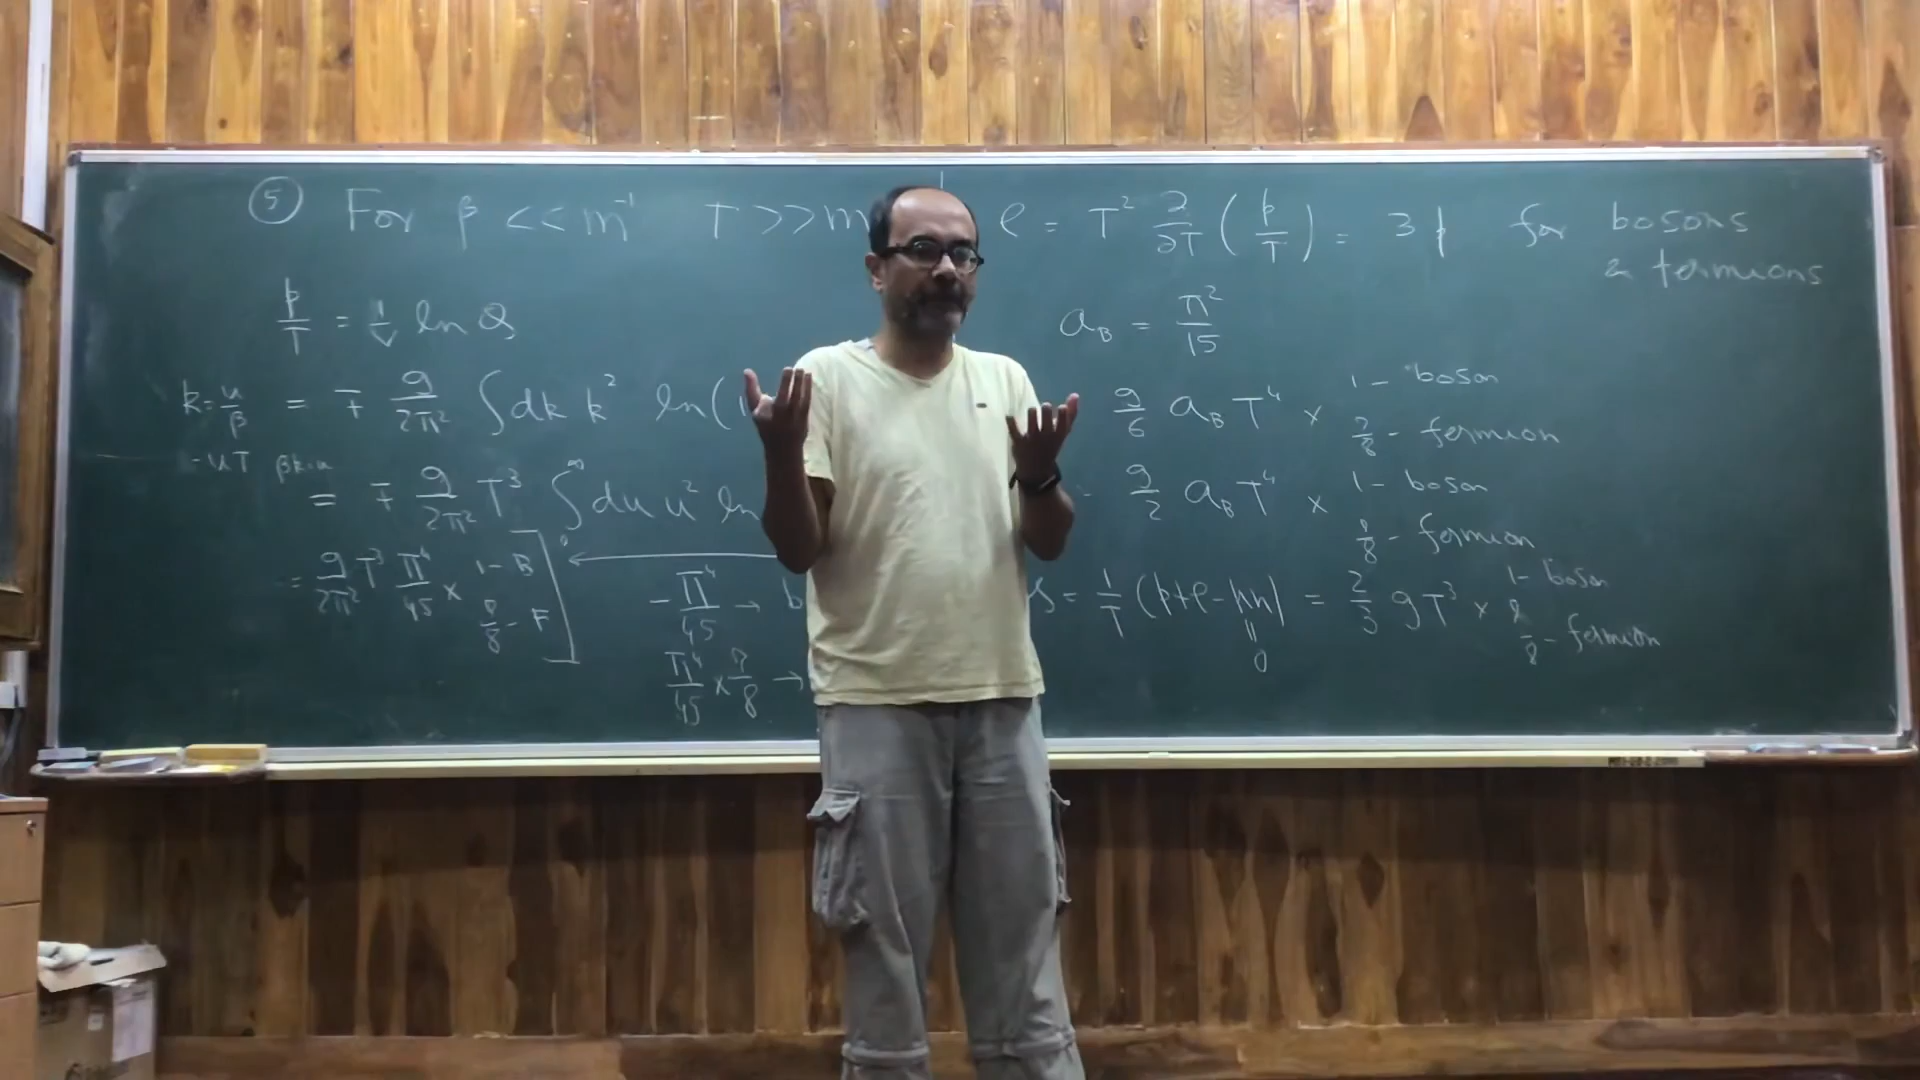 ⑤ For β << m⁻¹ T >> m ρ = T² ∂/∂T (p/T) = 3p for bosons
& fermions
p/T = 1/V ln Q
a_B = π²/15
k = u/β = ∓ g/2π² ∫ dk k² ln(1
g/6 a_B T⁴ × 1 - boson
7/8 - fermion
- uT βk = u
= ∓ g/2π² T³ ∫₀^∞ du u² ln
g/2 a_B T⁴ × 1 - boson
7/8 - fermion
= g/2π² T³ π⁴/45 × 1 - B
7/8 - F
- π⁴/45 → b
π⁴/45 × 7/8 →
s = 1/T (p + ρ - μn) = 2/3 g T³ × 1 - boson
7/8 - fermion
॥
0